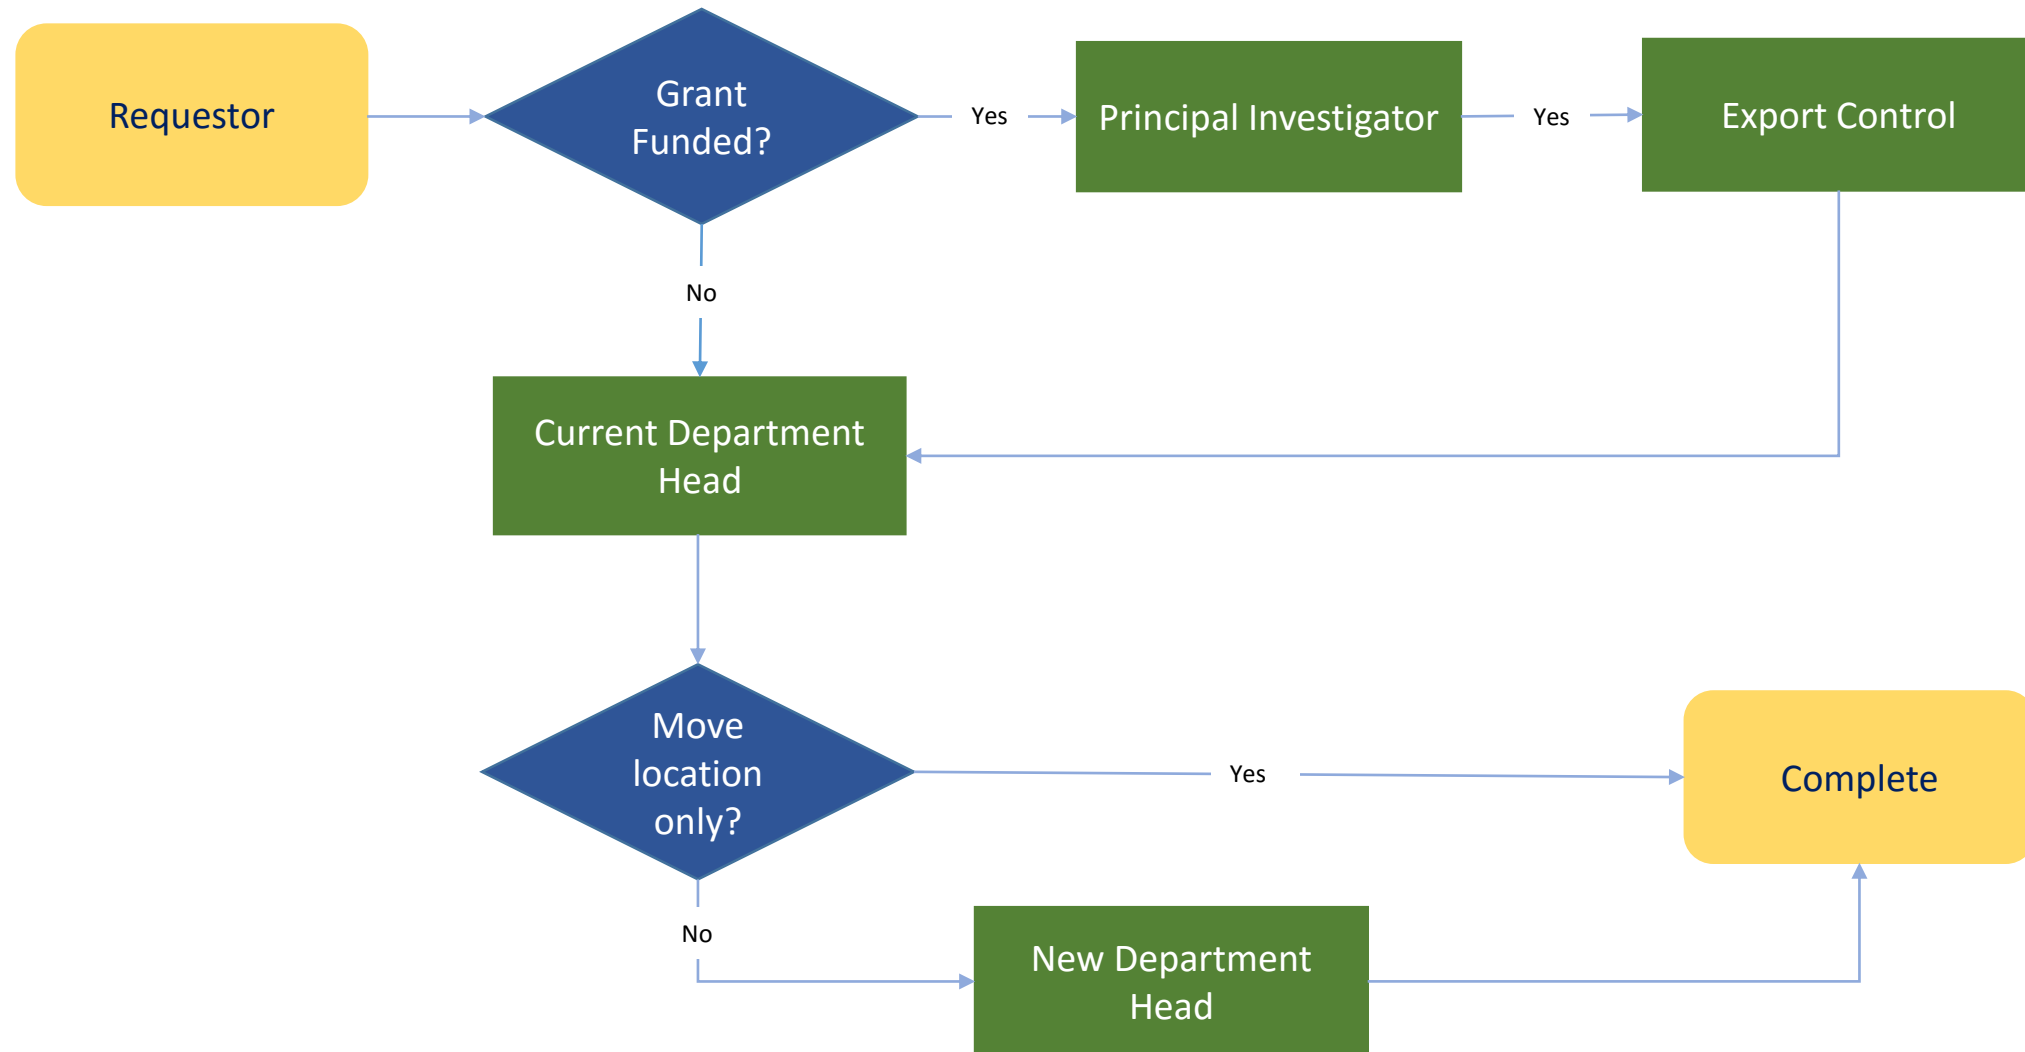 Requestor
Grant
Funded?
Yes
Principal Investigator
Yes
Export Control
No
Current Department
Head
Move
location
only?
Yes
Complete
No
New Department
Head